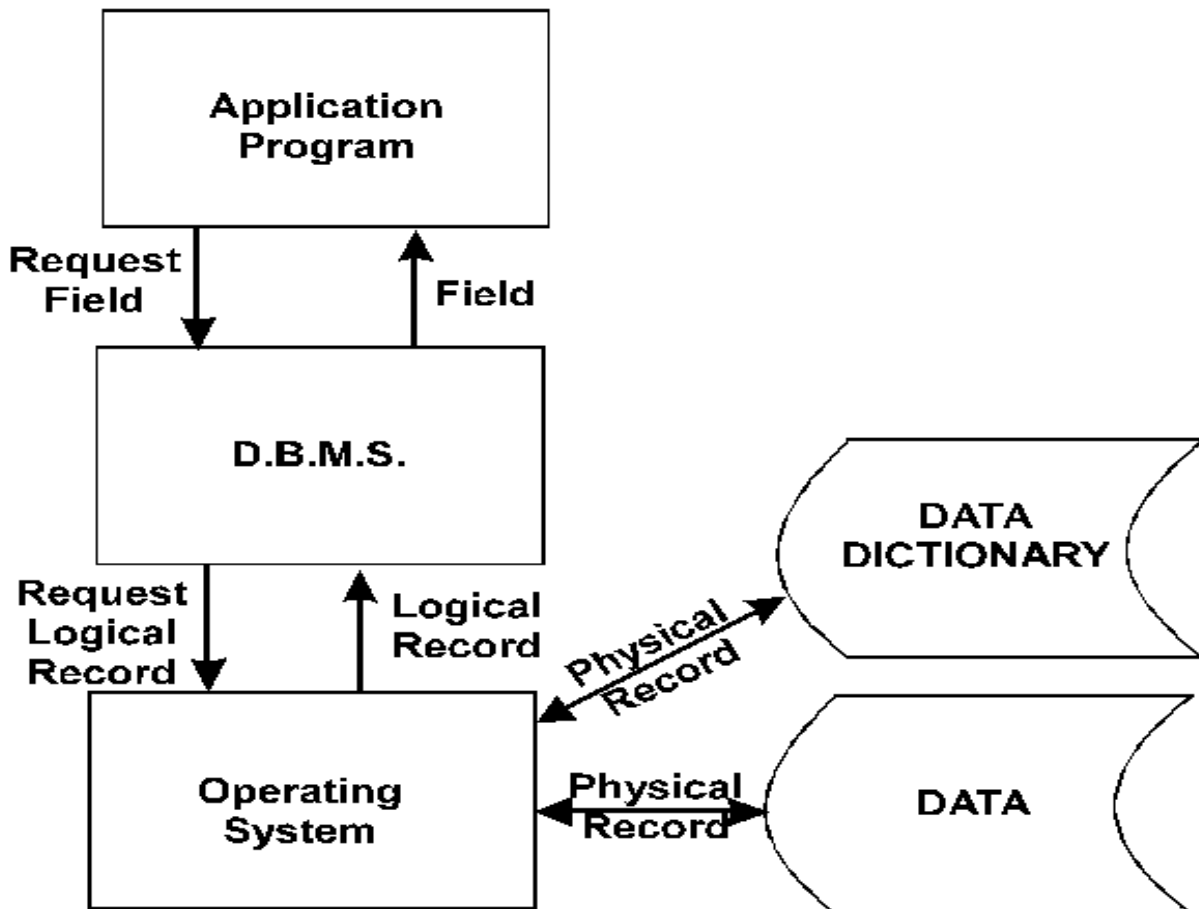 Application
Program
Request
Field
Field
D.B.M.S.
DATA
DICTIONARY
Request
Logical
Record
Logical
Record
Physical
Record
Operating
System
Physical
Record
DATA